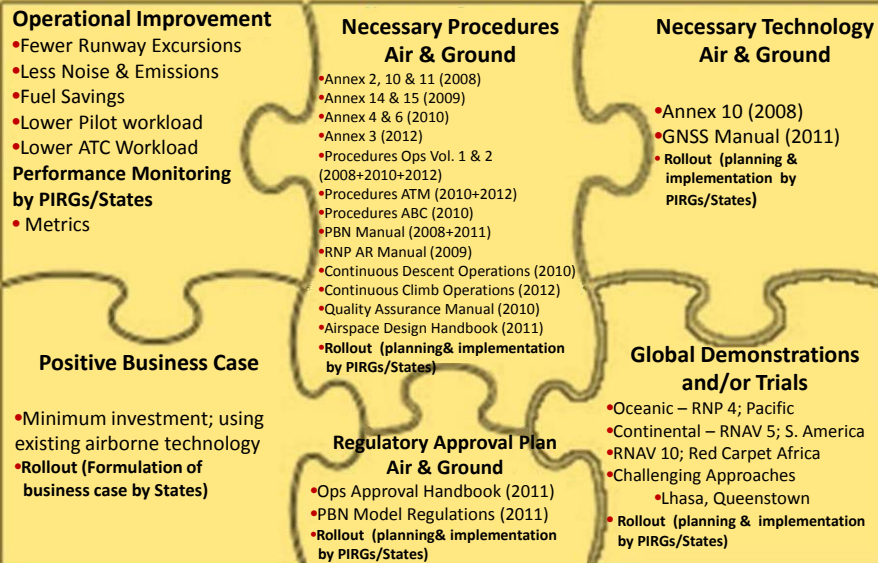 Operational Improvement
•Fewer Runway Excursions
•Less Noise & Emissions
•Fuel Savings
•Lower Pilot workload
•Lower ATC Workload
Performance Monitoring
by PIRGs/States
• Metrics
Necessary Procedures
Air & Ground
•Annex 2, 10 & 11 (2008)
•Annex 14 & 15 (2009)
•Annex 4 & 6 (2010)
•Annex 3 (2012)
•Procedures Ops Vol. 1 & 2
(2008+2010+2012)
•Procedures ATM (2010+2012)
•Procedures ABC (2010)
•PBN Manual (2008+2011)
•RNP AR Manual (2009)
•Continuous Descent Operations (2010)
•Continuous Climb Operations (2012)
•Quality Assurance Manual (2010)
•Airspace Design Handbook (2011)
•Rollout (planning& implementation
by PIRGs/States)
Necessary Technology
Air & Ground
•Annex 10 (2008)
•GNSS Manual (2011)
• Rollout (planning &
implementation by
PIRGs/States)
Positive Business Case
•Minimum investment; using
existing airborne technology
•Rollout (Formulation of
business case by States)
Regulatory Approval Plan
Air & Ground
•Ops Approval Handbook (2011)
•PBN Model Regulations (2011)
•Rollout (planning& implementation
by PIRGs/States)
Global Demonstrations
and/or Trials
•Oceanic – RNP 4; Pacific
•Continental – RNAV 5; S. America
•RNAV 10; Red Carpet Africa
•Challenging Approaches
•Lhasa, Queenstown
• Rollout (planning & implementation
by PIRGs/States)